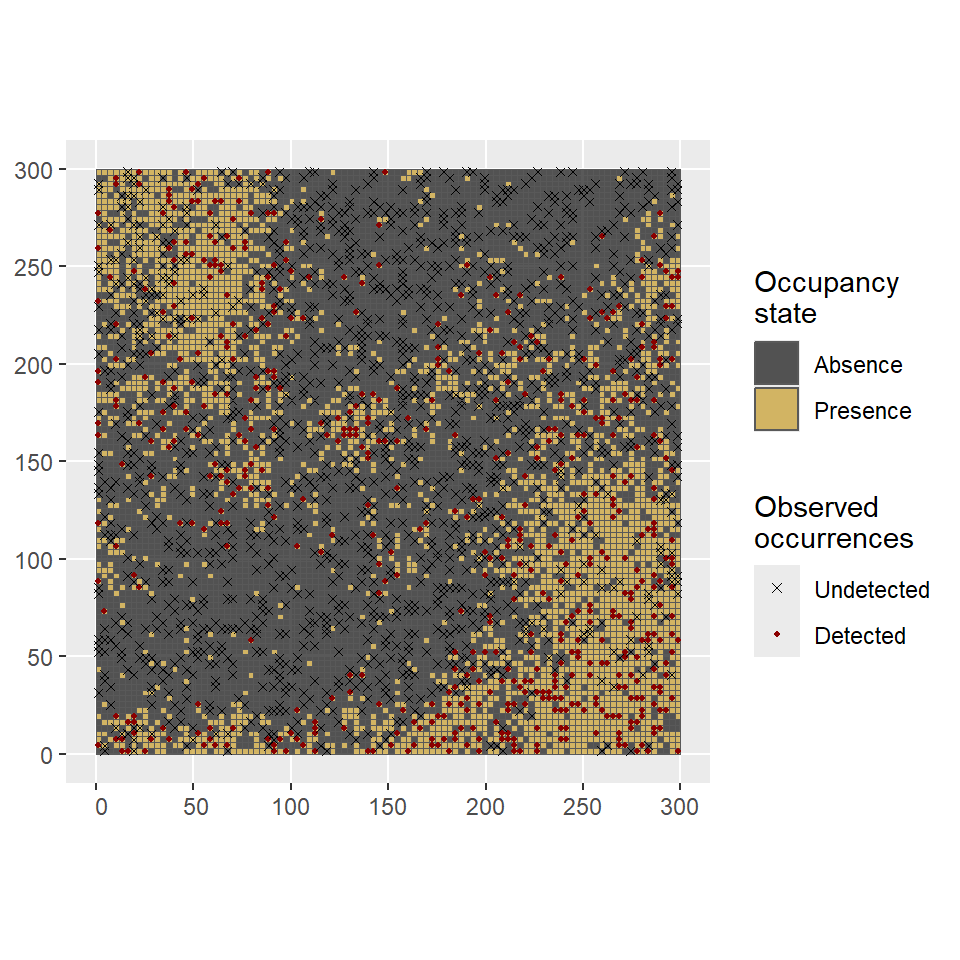 300
250
200
150
100
50
0
0 50 100 150 200 250 300
Occupancy
state
Absence
Presence
Observed
occurrences
Undetected
Detected